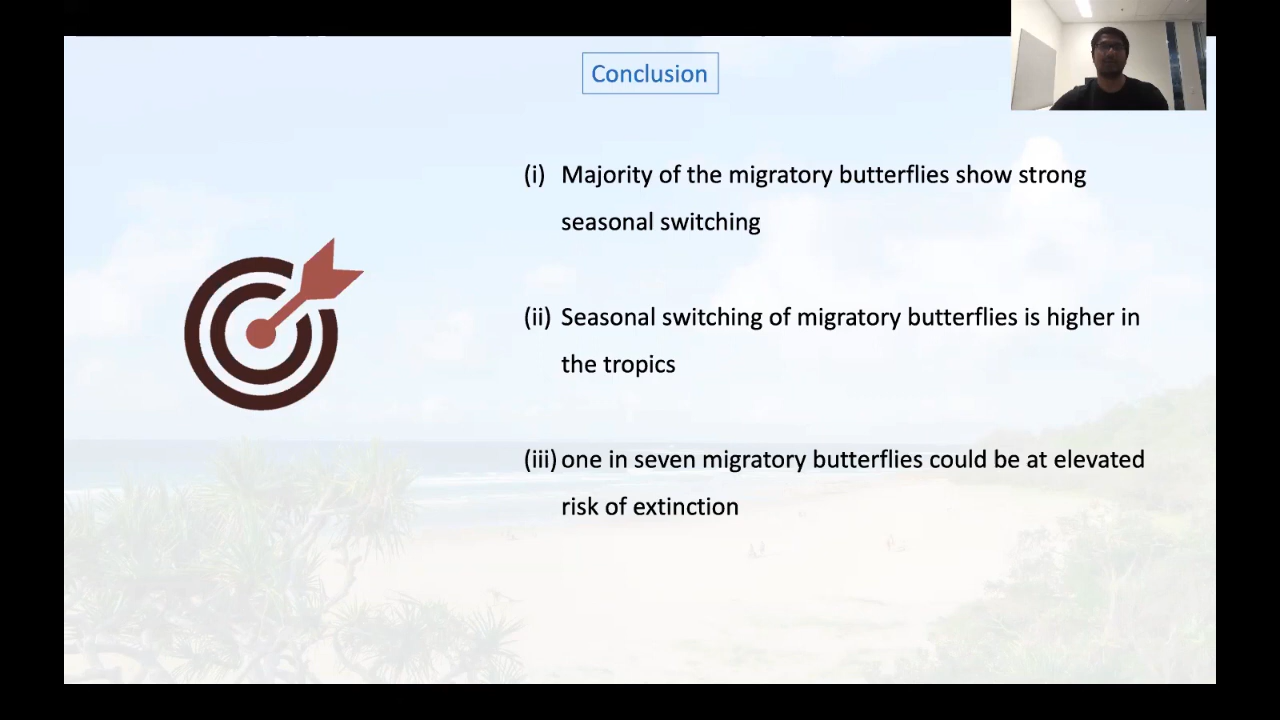 Conclusion
(i) Majority of the migratory butterflies show strong
seasonal switching
(ii) Seasonal switching of migratory butterflies is higher in
the tropics
(iii) one in seven migratory butterflies could be at elevated
risk of extinction